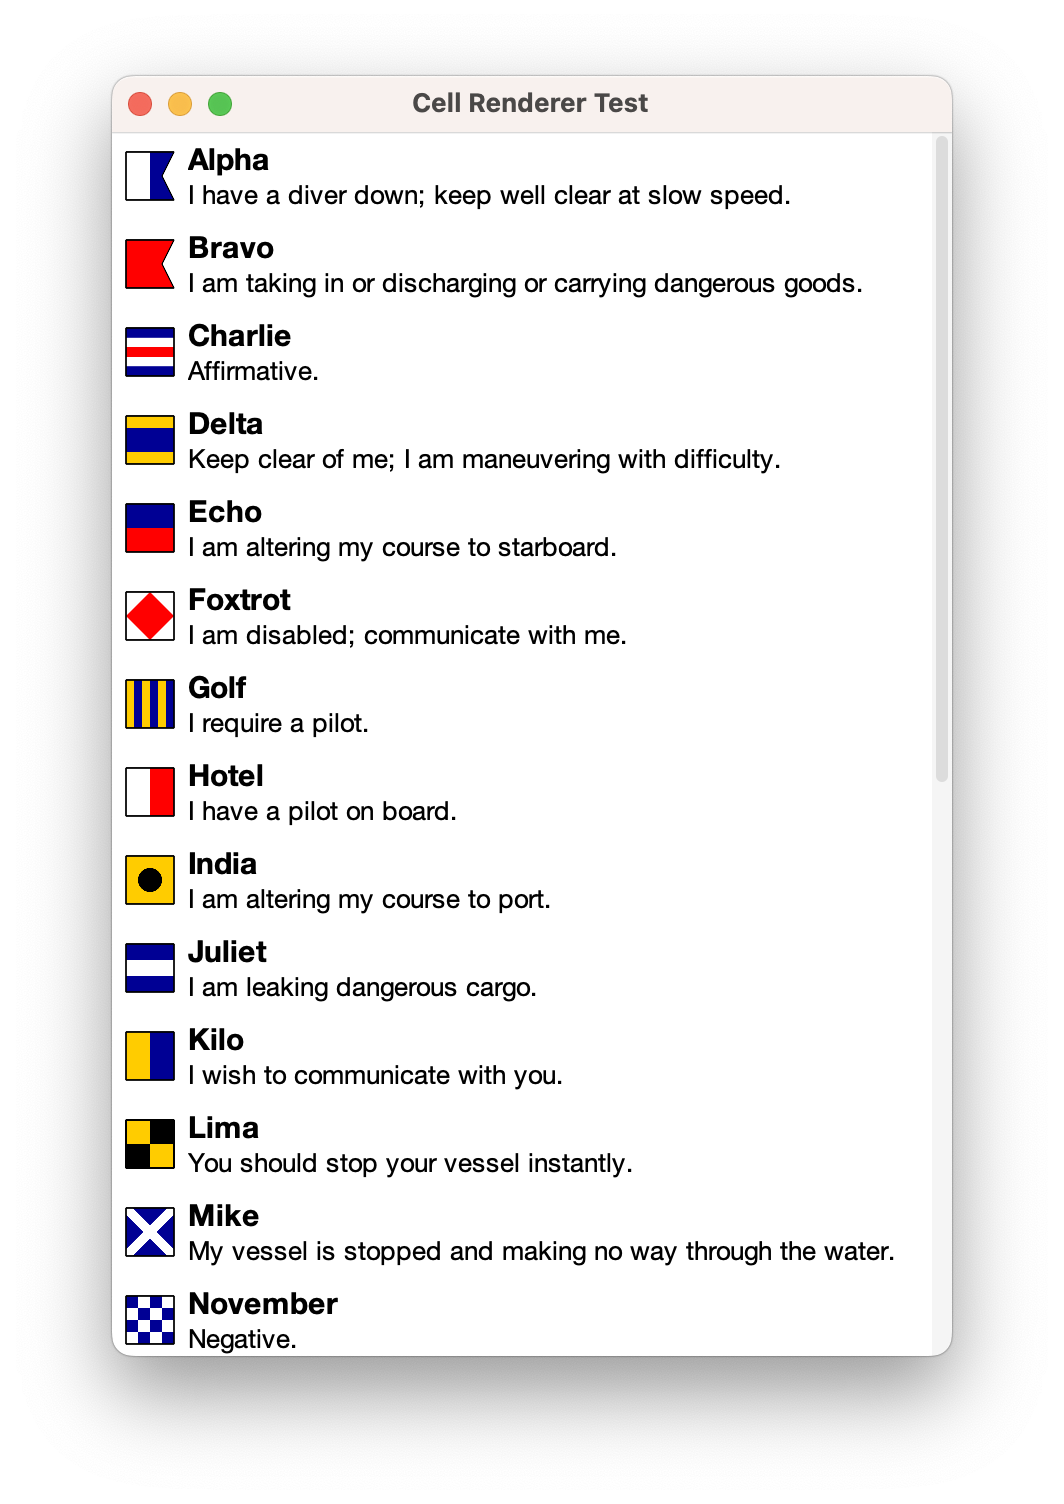 Cell Renderer Test
Alpha
I have a diver down; keep well clear at slow speed.
Bravo
I am taking in or discharging or carrying dangerous goods.
Charlie
Affirmative.
Delta
Keep clear of me; I am maneuvering with difficulty.
Echo
I am altering my course to starboard.
Foxtrot
I am disabled; communicate with me.
Golf
I require a pilot.
Hotel
I have a pilot on board.
India
I am altering my course to port.
Juliet
I am leaking dangerous cargo.
Kilo
I wish to communicate with you.
Lima
You should stop your vessel instantly.
Mike
My vessel is stopped and making no way through the water.
November
Negative.